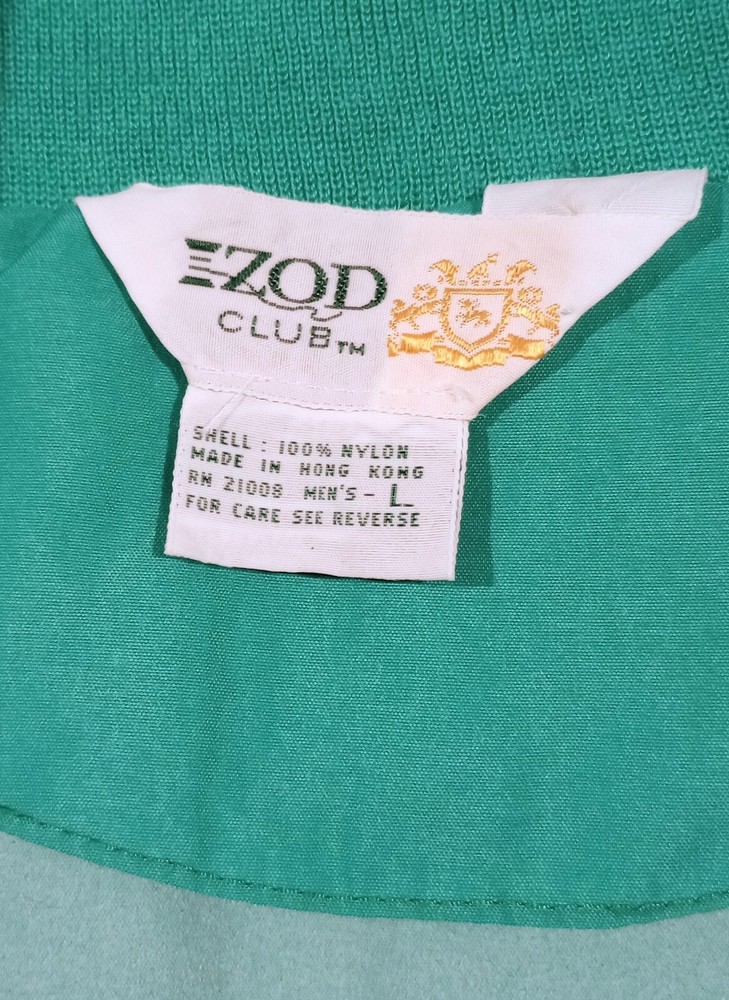 IZOD
CLUB™
SHELL : 100% NYLON
MADE IN HONG KONG
RN 21008 MEN'S - L
FOR CARE SEE REVERSE